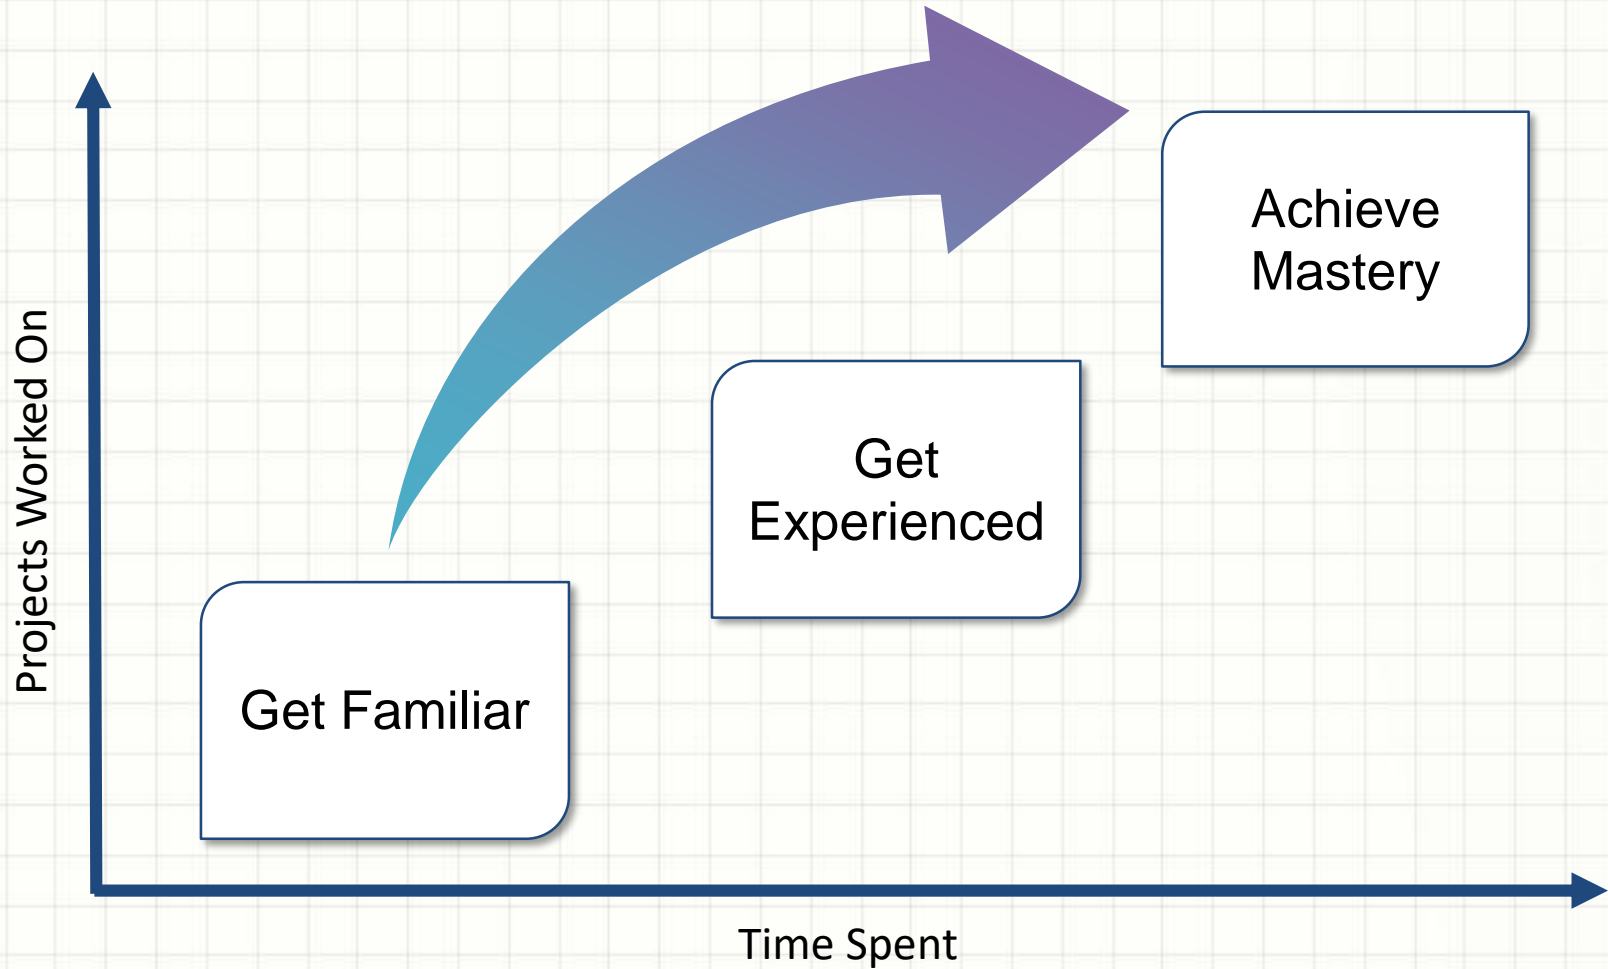 Projects Worked On
Achieve
Mastery
Get
Experienced
Get Familiar
Time Spent